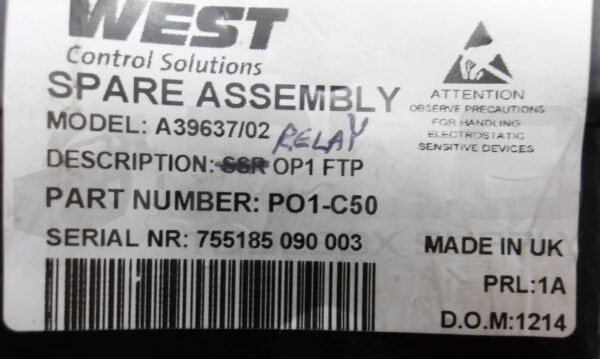 WEST
Control Solutions
SPARE ASSEMBLY
MODEL: A39637/02
RELAY
DESCRIPTION: SSR OP1 FTP
PART NUMBER: PO1-C50
SERIAL NR: 755185 090 003
ATTENTION
OBSERVE PRECAUTIONS
FOR HANDLING
ELECTROSTATIC
SENSITIVE DEVICES
MADE IN UK
PRL:1A
D.O.M:1214